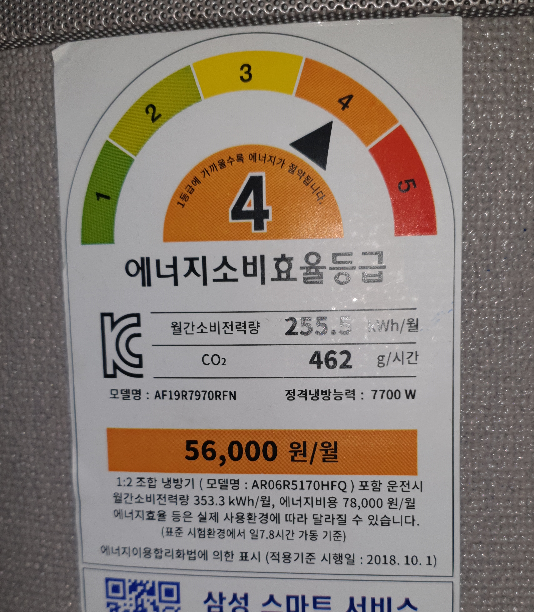 1 2 3 4 5
1등급에 가까울수록 에너지가 절약됩니다.
4
에너지소비효율등급
월간소비전력량 255.5 kWh/월
CO₂ 462 g/시간
모델명 : AF19R7970RFN 정격냉방능력 : 7700 W
56,000 원/월
1:2 조합 냉방기 ( 모델명 : AR06R5170HFQ ) 포함 운전시
월간소비전력량 353.3 kWh/월, 에너지비용 78,000 원/월
에너지효율 등은 실제 사용환경에 따라 달라질 수 있습니다.
(표준 시험환경에서 일7.8시간 가동 기준)
에너지이용합리화법에 의한 표시 (적용기준 시행일 : 2018. 10. 1)
삼성 스마트 서비스